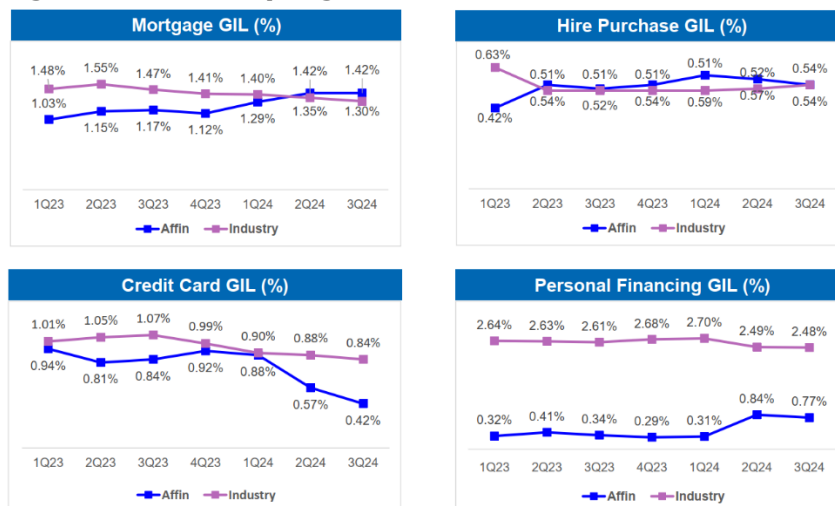 Mortgage GIL (%)
1.48% 1.55% 1.47% 1.41% 1.40% 1.42% 1.42%
1.03% 1.15% 1.17% 1.12% 1.29% 1.35% 1.30%
1Q23 2Q23 3Q23 4Q23 1Q24 2Q24 3Q24
Affin Industry
Hire Purchase GIL (%)
0.63% 0.51% 0.51% 0.51% 0.51% 0.52% 0.54%
0.42% 0.54% 0.52% 0.54% 0.59% 0.57% 0.54%
1Q23 2Q23 3Q23 4Q23 1Q24 2Q24 3Q24
Affin Industry
Credit Card GIL (%)
1.01% 1.05% 1.07% 0.99% 0.90% 0.88% 0.84%
0.94% 0.81% 0.84% 0.92% 0.88% 0.57% 0.42%
1Q23 2Q23 3Q23 4Q23 1Q24 2Q24 3Q24
Affin Industry
Personal Financing GIL (%)
2.64% 2.63% 2.61% 2.68% 2.70% 2.49% 2.48%
0.32% 0.41% 0.34% 0.29% 0.31% 0.84% 0.77%
1Q23 2Q23 3Q23 4Q23 1Q24 2Q24 3Q24
Affin Industry